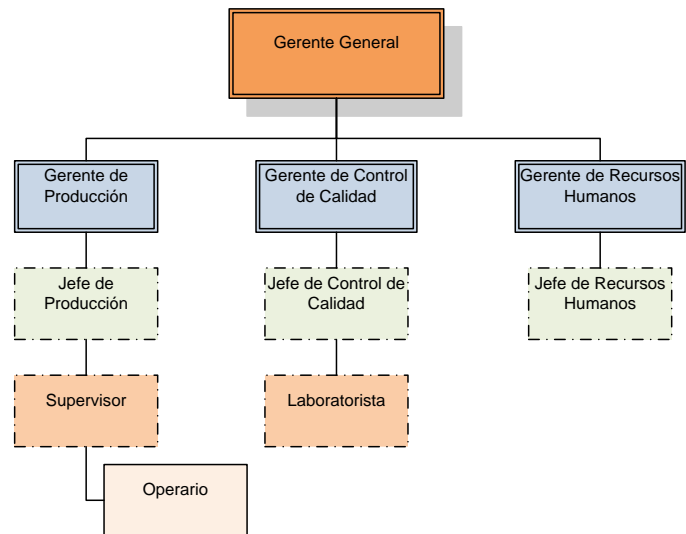 Gerente General
Gerente de
Producción
Gerente de Control
de Calidad
Gerente de Recursos
Humanos
Jefe de
Producción
Jefe de Control de
Calidad
Jefe de Recursos
Humanos
Supervisor
Laboratorista
Operario